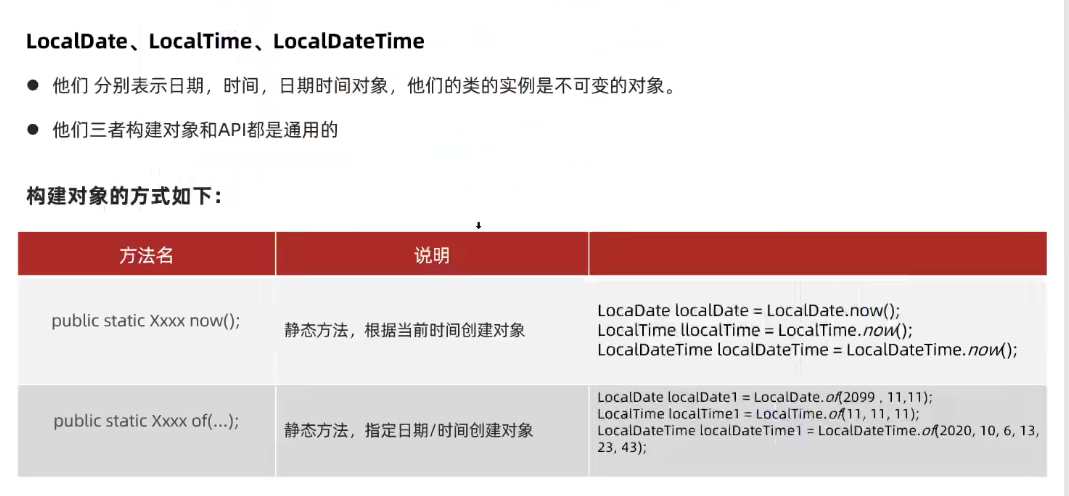 LocalDate、LocalTime、LocalDateTime
● 他们 分别表示日期，时间，日期时间对象，他们的类的实例是不可变的对象。
● 他们三者构建对象和API都是通用的
构建对象的方式如下：
方法名
说明
public static Xxxx now();
静态方法，根据当前时间创建对象
LocaDate localDate = LocalDate.now();
LocalTime llocalTime = LocalTime.now();
LocalDateTime localDateTime = LocalDateTime.now();
public static Xxxx of(...);
静态方法，指定日期/时间创建对象
LocalDate localDate1 = LocalDate.of(2099 , 11,11);
LocalTime localTime1 = LocalTime.of(11, 11, 11);
LocalDateTime localDateTime1 = LocalDateTime.of(2020, 10, 6, 13,
23, 43);